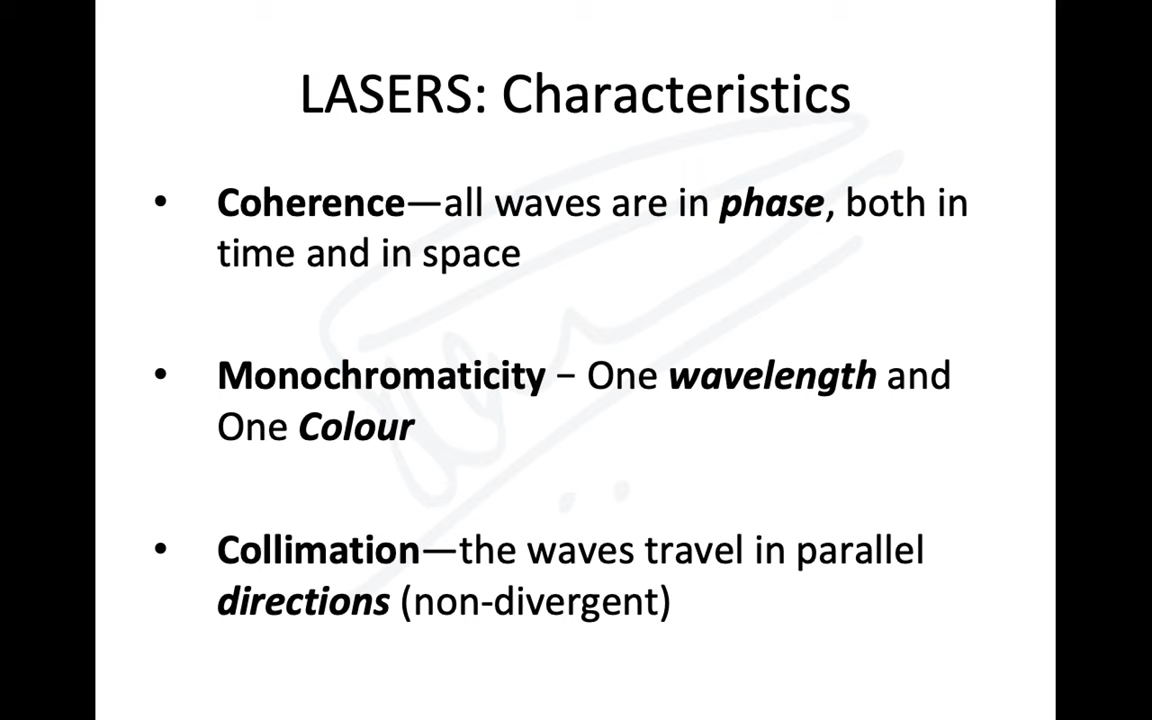 LASERS: Characteristics
• Coherence—all waves are in phase, both in
time and in space
• Monochromaticity – One wavelength and
One Colour
• Collimation—the waves travel in parallel
directions (non-divergent)